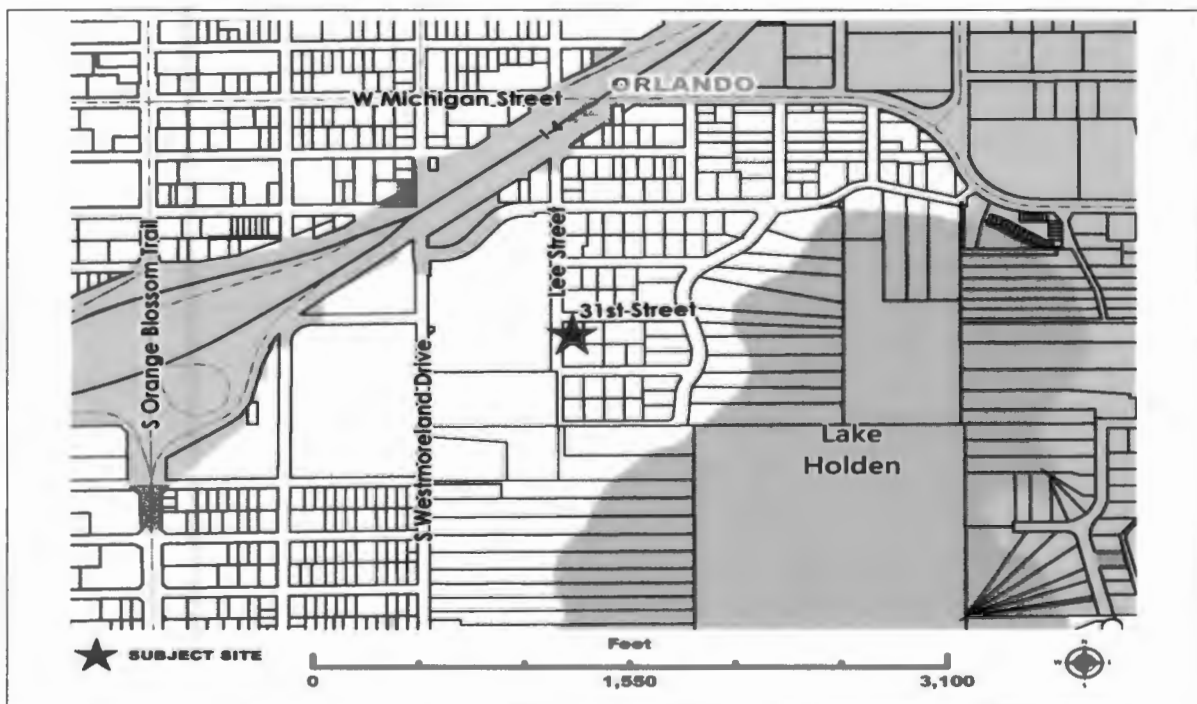 ORLANDO
W Michigan Street
S Orange Blossom Trail
Lee Street
31st Street
S Westmoreland Drive
Lake
Holden
SUBJECT SITE
Feet
0
1,550
3,100